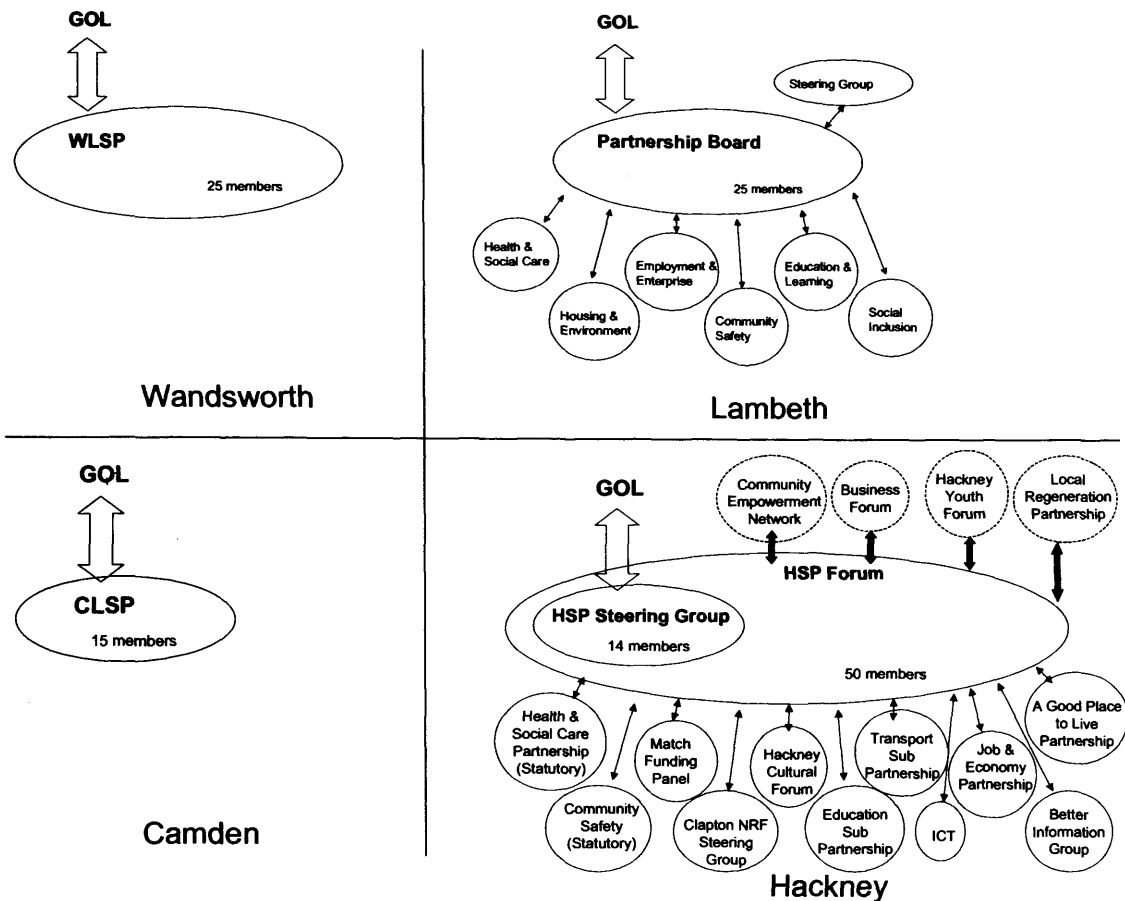 GOL
WLSP
25 members
Wandsworth
GOL
Steering Group
Partnership Board
25 members
Health &
Social Care
Housing &
Environment
Employment &
Enterprise
Community
Safety
Education &
Learning
Social
Inclusion
Lambeth
GOL
CLSP
15 members
Camden
GOL
Community
Empowerment
Network
Business
Forum
Hackney
Youth
Forum
Local
Regeneration
Partnership
HSP Forum
HSP Steering Group
14 members
50 members
Health &
Social Care
Partnership
(Statutory)
Community
Safety
(Statutory)
Match
Funding
Panel
Clapton NRF
Steering
Group
Hackney
Cultural
Forum
Education
Sub
Partnership
Transport
Sub
Partnership
ICT
Job &
Economy
Partnership
Better
Information
Group
A Good Place
to Live
Partnership
Hackney